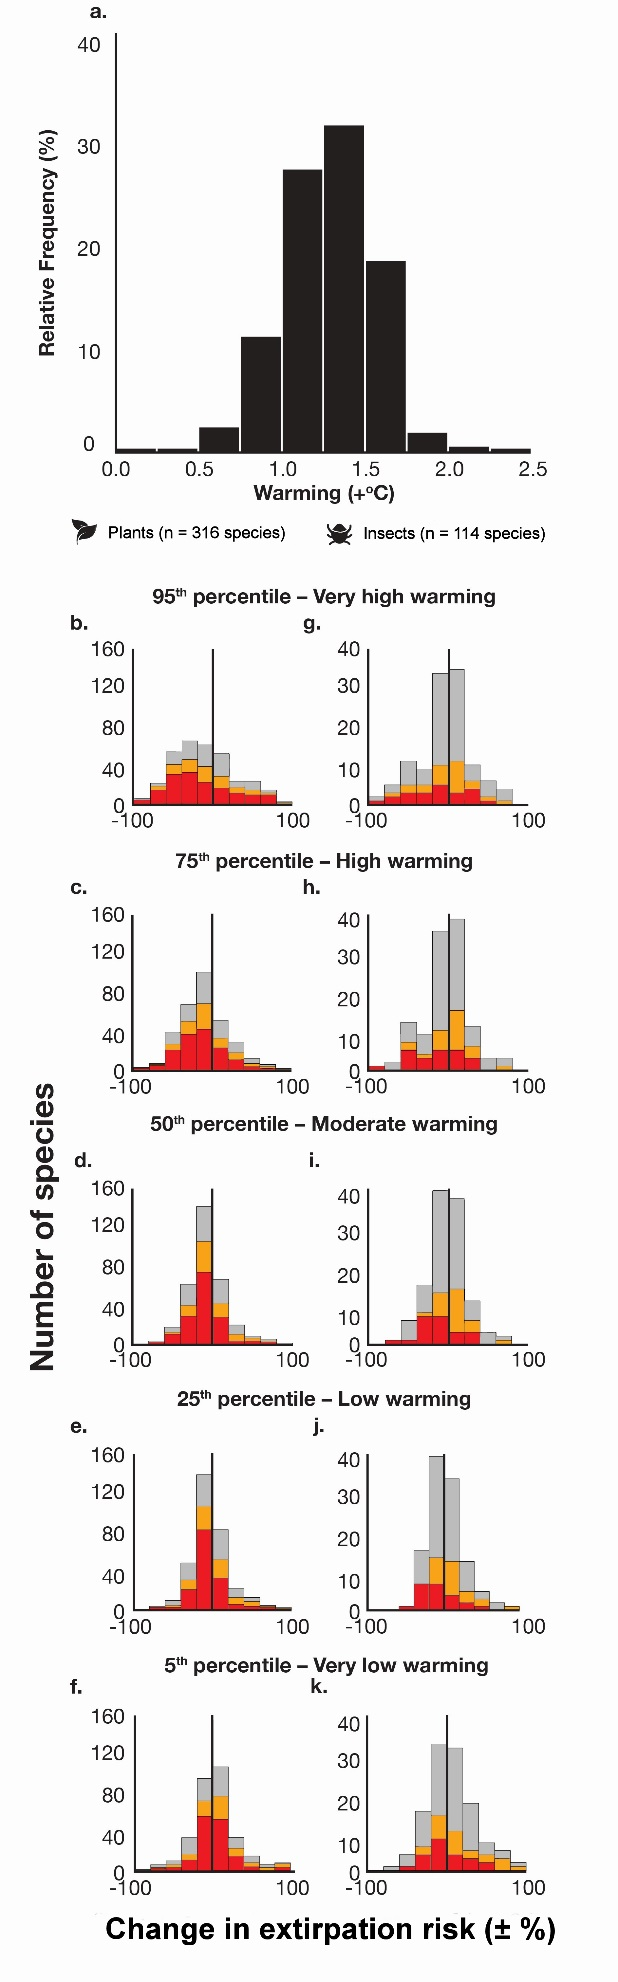 a.
40
30
20
10
0
Relative Frequency (%)
0.0 0.5 1.0 1.5 2.0 2.5
Warming (+ºC)
Plants (n = 316 species) Insects (n = 114 species)
95th percentile – Very high warming
b. g.
160 40
120 30
80 20
40 10
0 0
-100 100 -100 100
75th percentile – High warming
c. h.
160 40
120 30
80 20
40 10
0 0
-100 100 -100 100
50th percentile – Moderate warming
d. i.
160 40
120 30
80 20
40 10
0 0
-100 100 -100 100
25th percentile – Low warming
e. j.
160 40
120 30
80 20
40 10
0 0
-100 100 -100 100
5th percentile – Very low warming
f. k.
160 40
120 30
80 20
40 10
0 0
-100 100 -100 100
Number of species
Change in extirpation risk (± %)